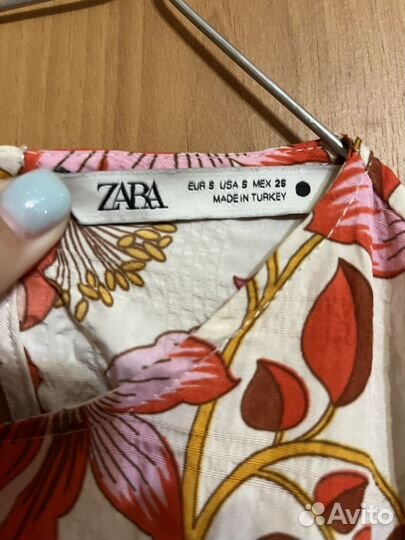 ZARA
EUR S USA S MEX 26
MADE IN TURKEY
Avito